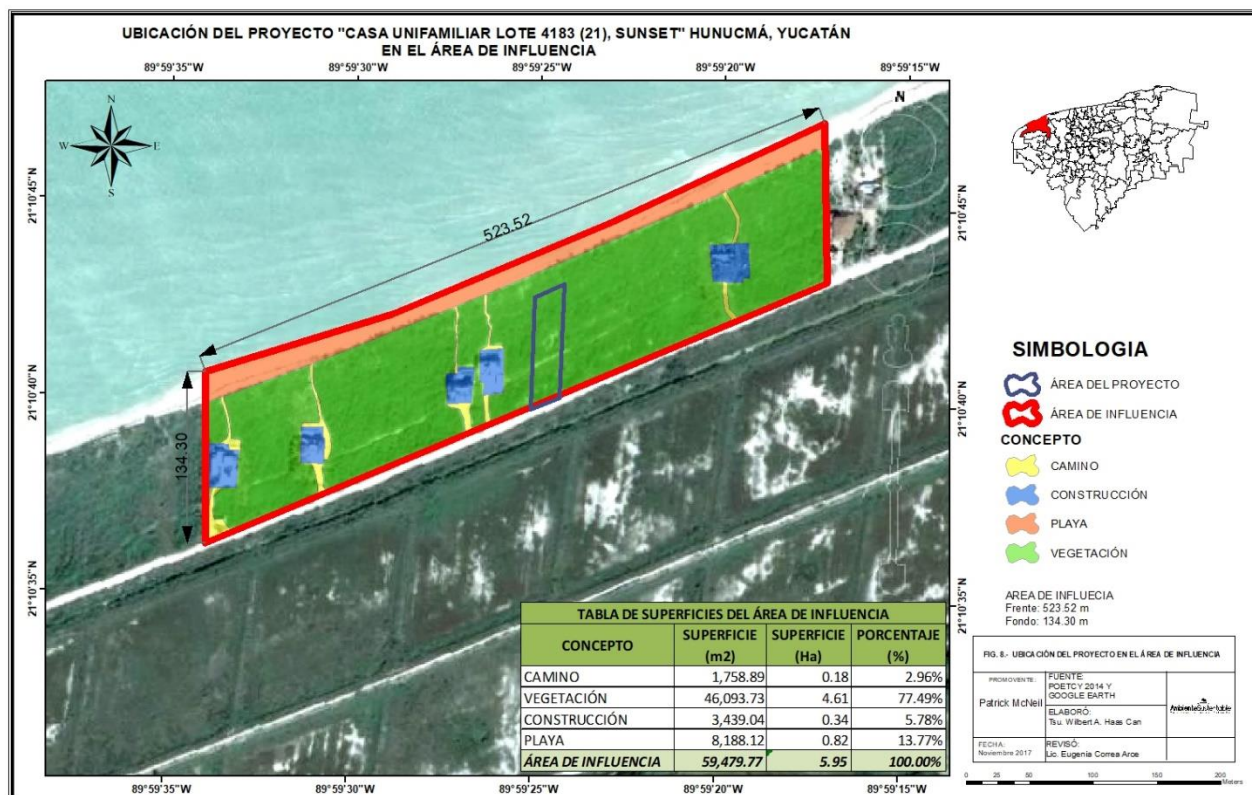 UBICACIÓN DEL PROYECTO "CASA UNIFAMILIAR LOTE 4183 (21), SUNSET" HUNUCMÁ, YUCATÁN
EN EL ÁREA DE INFLUENCIA
89°59'35"W 89°59'30"W 89°59'25"W 89°59'20"W 89°59'15"W
N
W E
S
N
21°10'45"N
21°10'40"N
21°10'35"N
523.52
134.30
21°10'45"N
21°10'40"N
21°10'35"N
89°59'35"W 89°59'30"W 89°59'25"W 89°59'20"W 89°59'15"W
TABLA DE SUPERFICIES DEL ÁREA DE INFLUENCIA
CONCEPTO SUPERFICIE (m2) SUPERFICIE (Ha) PORCENTAJE (%)
CAMINO 1,758.89 0.18 2.96%
VEGETACIÓN 46,093.73 4.61 77.49%
CONSTRUCCIÓN 3,439.04 0.34 5.78%
PLAYA 8,188.12 0.82 13.77%
ÁREA DE INFLUENCIA 59,479.77 5.95 100.00%
SIMBOLOGIA
ÁREA DEL PROYECTO
ÁREA DE INFLUENCIA
CONCEPTO
CAMINO
CONSTRUCCIÓN
PLAYA
VEGETACIÓN
AREA DE INFLUECIA
Frente: 523.52 m
Fondo: 134.30 m
FIG. 8.- UBICACIÓN DEL PROYECTO EN EL ÁREA DE INFLUENCIA
PROMOVENTE:
Patrick McNeil
FUENTE:
POETCY 2014 Y
GOOGLE EARTH
ELABORÓ:
Tsu. Wilbert A. Haas Can
FECHA:
Noviembre 2017
REVISÓ:
Lic. Eugenia Correa Arce
0 25 50 100 150 200
Meters